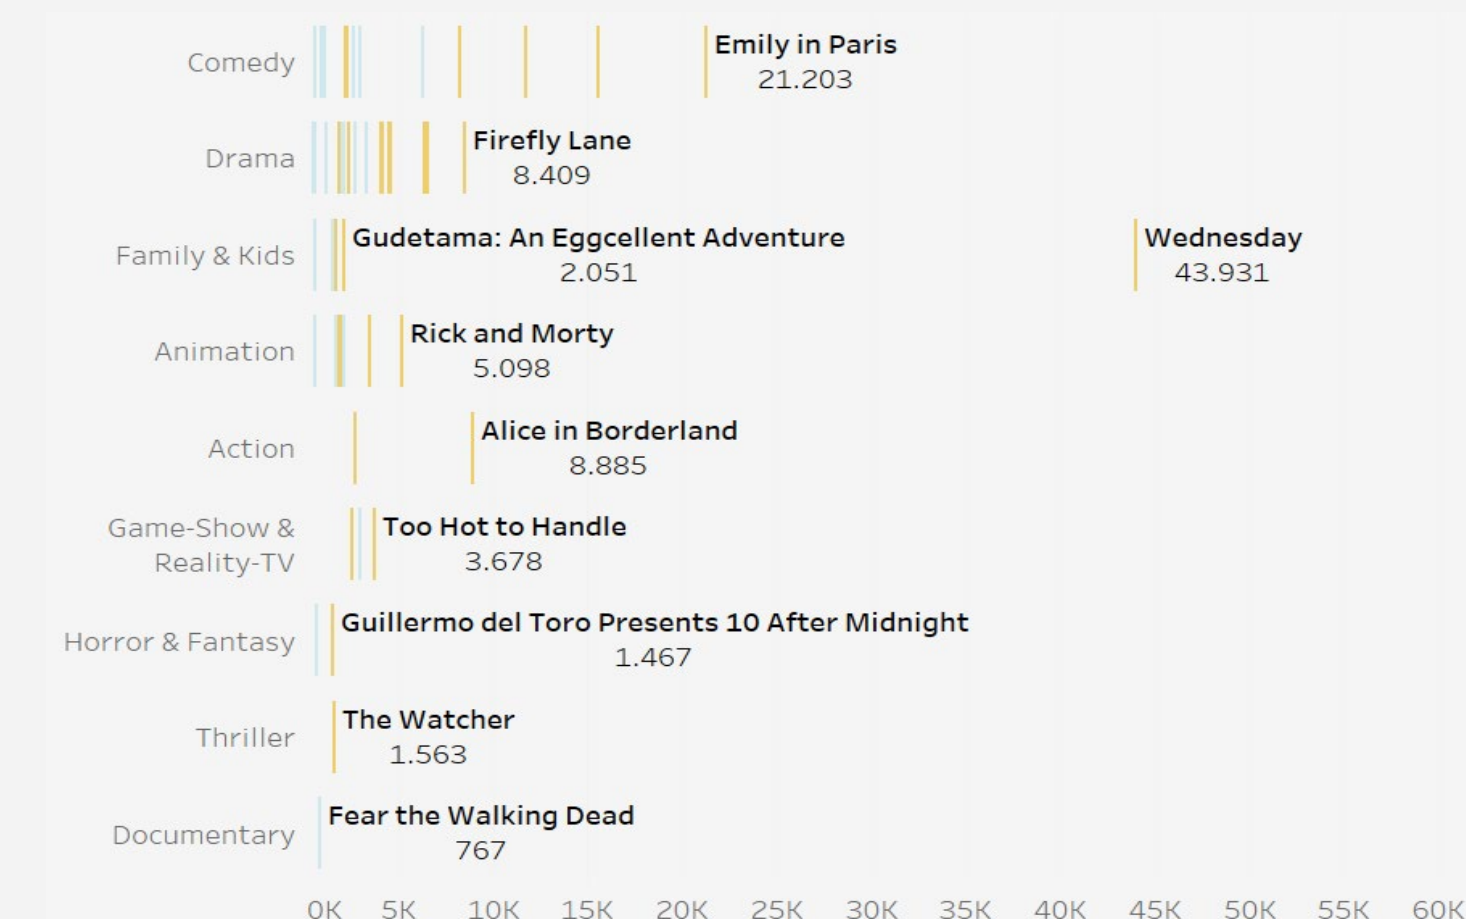 Comedy
Emily in Paris
21.203
Drama
Firefly Lane
8.409
Family & Kids
Gudetama: An Eggcellent Adventure
2.051
Wednesday
43.931
Animation
Rick and Morty
5.098
Action
Alice in Borderland
8.885
Game-Show &
Reality-TV
Too Hot to Handle
3.678
Horror & Fantasy
Guillermo del Toro Presents 10 After Midnight
1.467
Thriller
The Watcher
1.563
Documentary
Fear the Walking Dead
767
0K 5K 10K 15K 20K 25K 30K 35K 40K 45K 50K 55K 60K